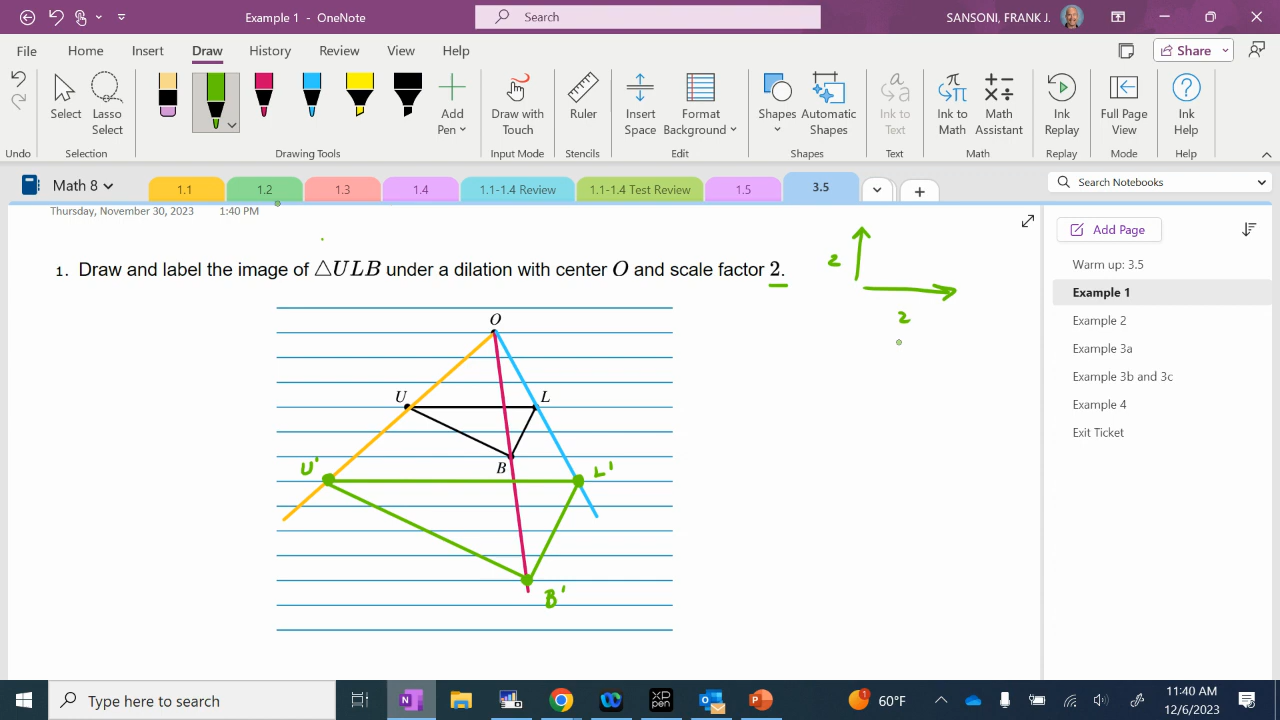 Example 1 - OneNote
Search
SANSONI, FRANK J.
File Home Insert Draw History Review View Help
Share
Undo
Select
Lasso Select
Selection
Drawing Tools
Add Pen
Draw with Touch
Input Mode
Ruler
Stencils
Insert Space
Format Background
Edit
Shapes
Automatic Shapes
Shapes
Ink to Text
Text
Ink to Math
Math Assistant
Math
Ink Replay
Replay
Full Page View
Mode
Ink Help
Help
Math 8
1.1 1.2 1.3 1.4 1.1-1.4 Review 1.1-1.4 Test Review 1.5 3.5
Search Notebooks
Thursday, November 30, 2023 1:40 PM
1. Draw and label the image of △ULB under a dilation with center O and scale factor 2.
2
2
O
U
L
B
U'
L'
B'
Add Page
Warm up: 3.5
Example 1
Example 2
Example 3a
Example 3b and 3c
Example 4
Exit Ticket
Type here to search
XP
pen
1
60°F
11:40 AM
12/6/2023